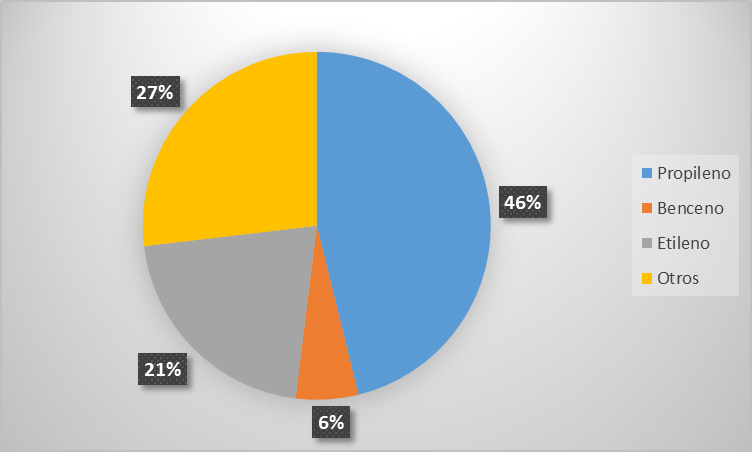 27%
46%
21%
6%
Propileno
Benceno
Etileno
Otros